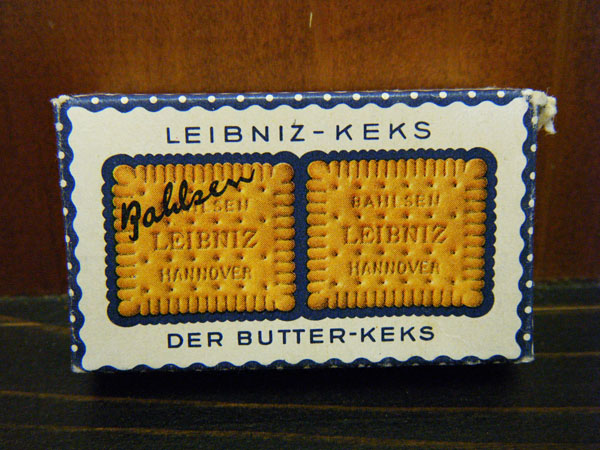 LEIBNIZ-KEKS
Bahlsen
BAHLSEN
LEIBNIZ
HANNOVER
BAHLSEN
LEIBNIZ
HANNOVER
DER BUTTER-KEKS